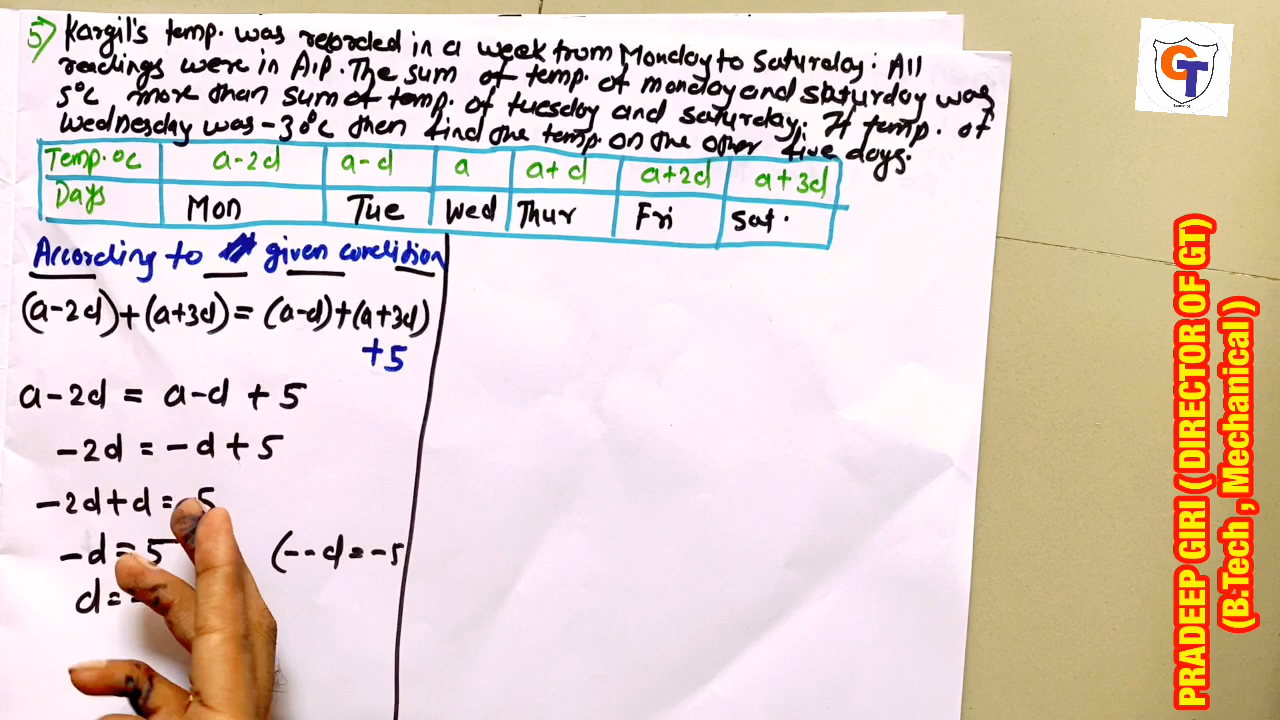 5) Kargil's temp. was recorded in a week from Monday to Saturday. All
readings were in A.P. The sum of temp. of monday and saturday was
5°C more than sum of temp. of tuesday and saturday. If temp. of
Wednesday was -30°C then find the temp. on the other five days.
Temp. °C a-2d a-d a a+d a+2d a+3d
Days Mon Tue Wed Thur Fri Sat.
According to given condition
(a-2d)+(a+3d) = (a-d)+(a+3d)
+5
a-2d = a-d+5
-2d = -d+5
-2d+d = 5
-d = 5 (--d = -5
d = -
GT
PRADEEP GIRI (( DIRECTOR OF GT)
(B.Tech , Mechanical )